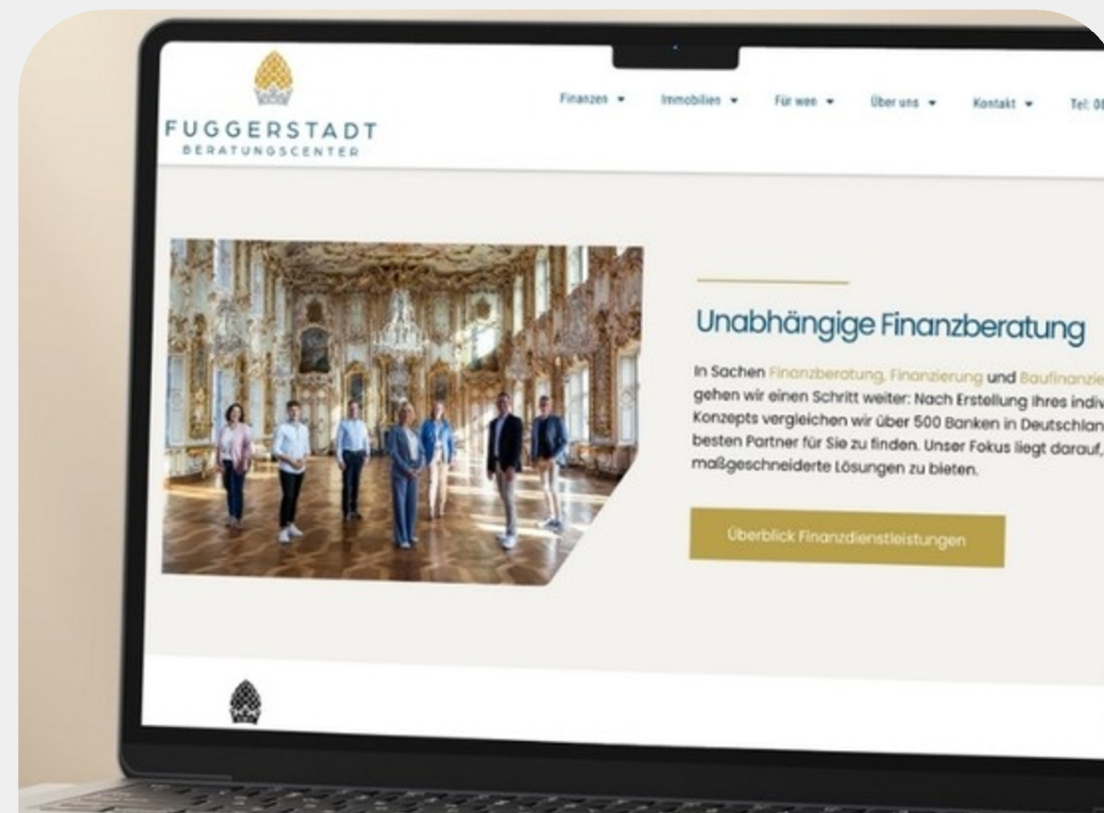 FUGGERSTADT
BERATUNGSCENTER
Finanzen
Immobilien
Für wen
Über uns
Kontakt
Tel:
Unabhängige Finanzberatung
In Sachen Finanzberatung, Finanzierung und
gehen wir einen Schritt weiter: Nach Erstellung Ihres
Konzepts vergleichen wir über 500 Banken in
besten Partner für Sie zu finden. Unser Fokus liegt darauf,
maßgeschneiderte Lösungen zu bieten.
Überblick Finanzdienstleistungen